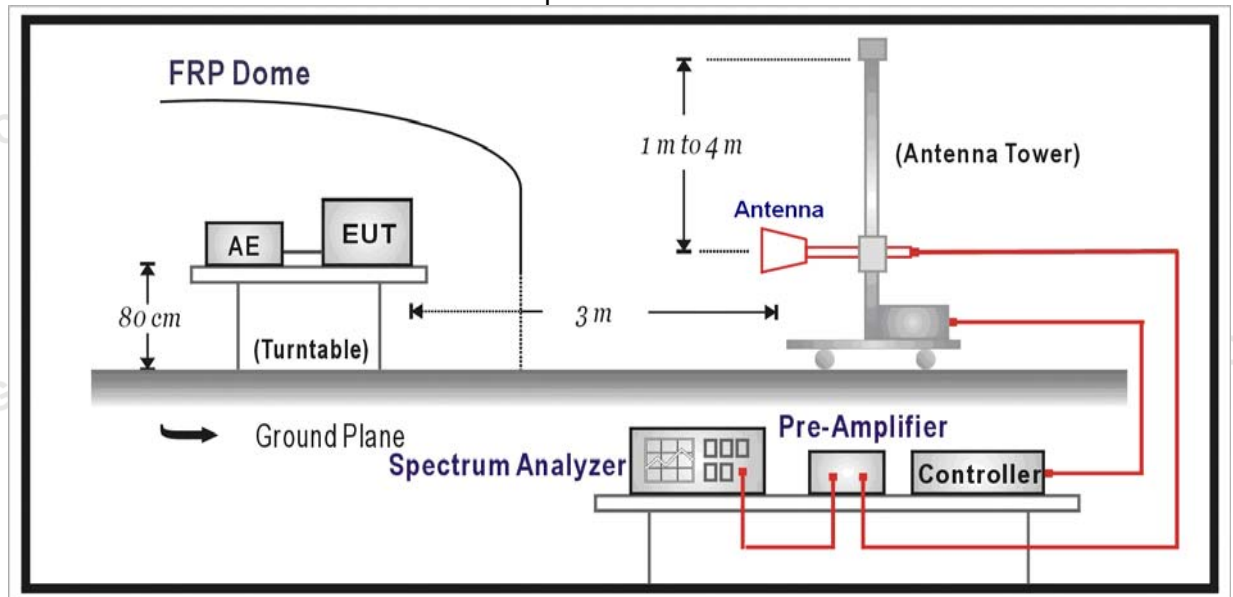 FRP Dome
1 m to 4 m
(Antenna Tower)
Antenna
AE
EUT
80 cm
3 m
(Turntable)
Ground Plane
Pre-Amplifier
Spectrum Analyzer
Controller